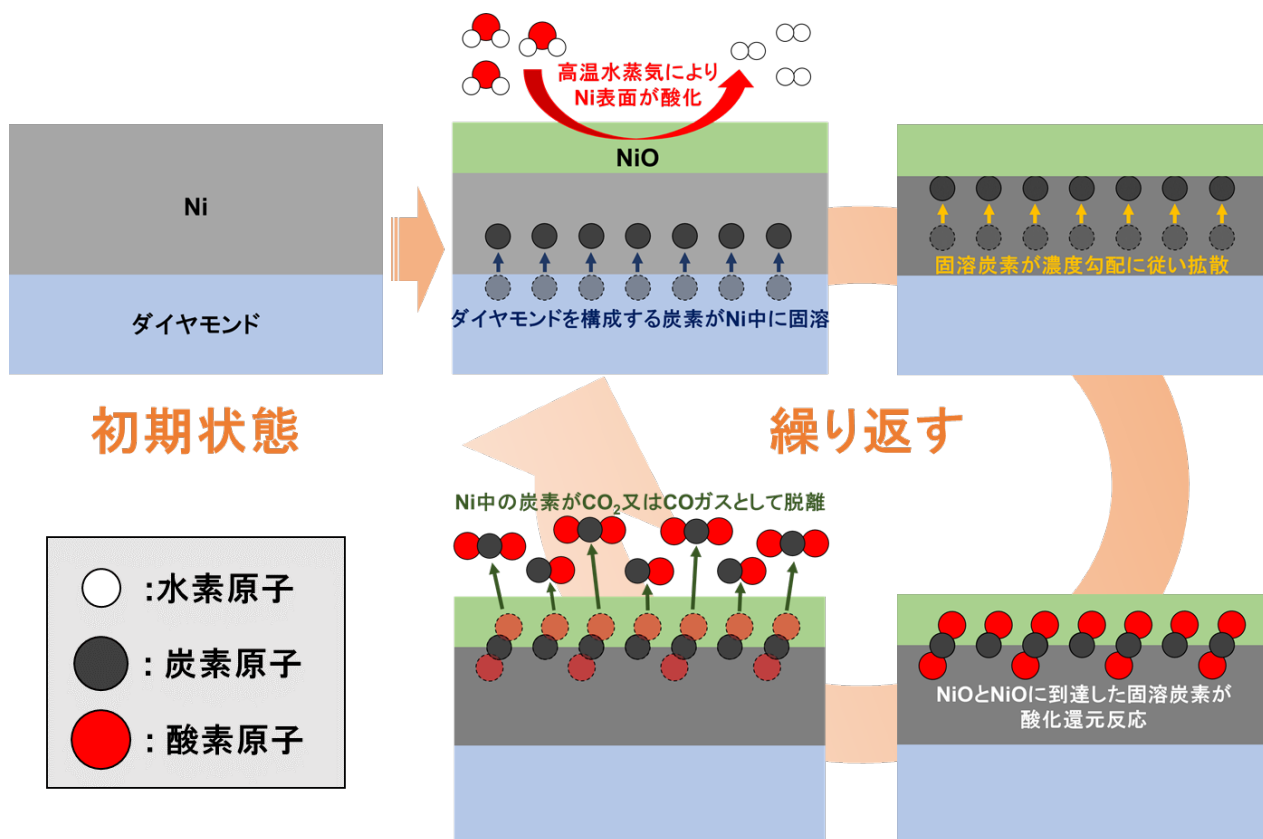 高温水蒸気により
Ni表面が酸化
Ni
ダイヤモンド
NiO
ダイヤモンドを構成する炭素がNi中に固溶
固溶炭素が濃度勾配に従い拡散
初期状態
繰り返す
Ni中の炭素がCO₂又はCOガスとして脱離
NiOとNiOに到達した固溶炭素が
酸化還元反応
:水素原子
:炭素原子
:酸素原子